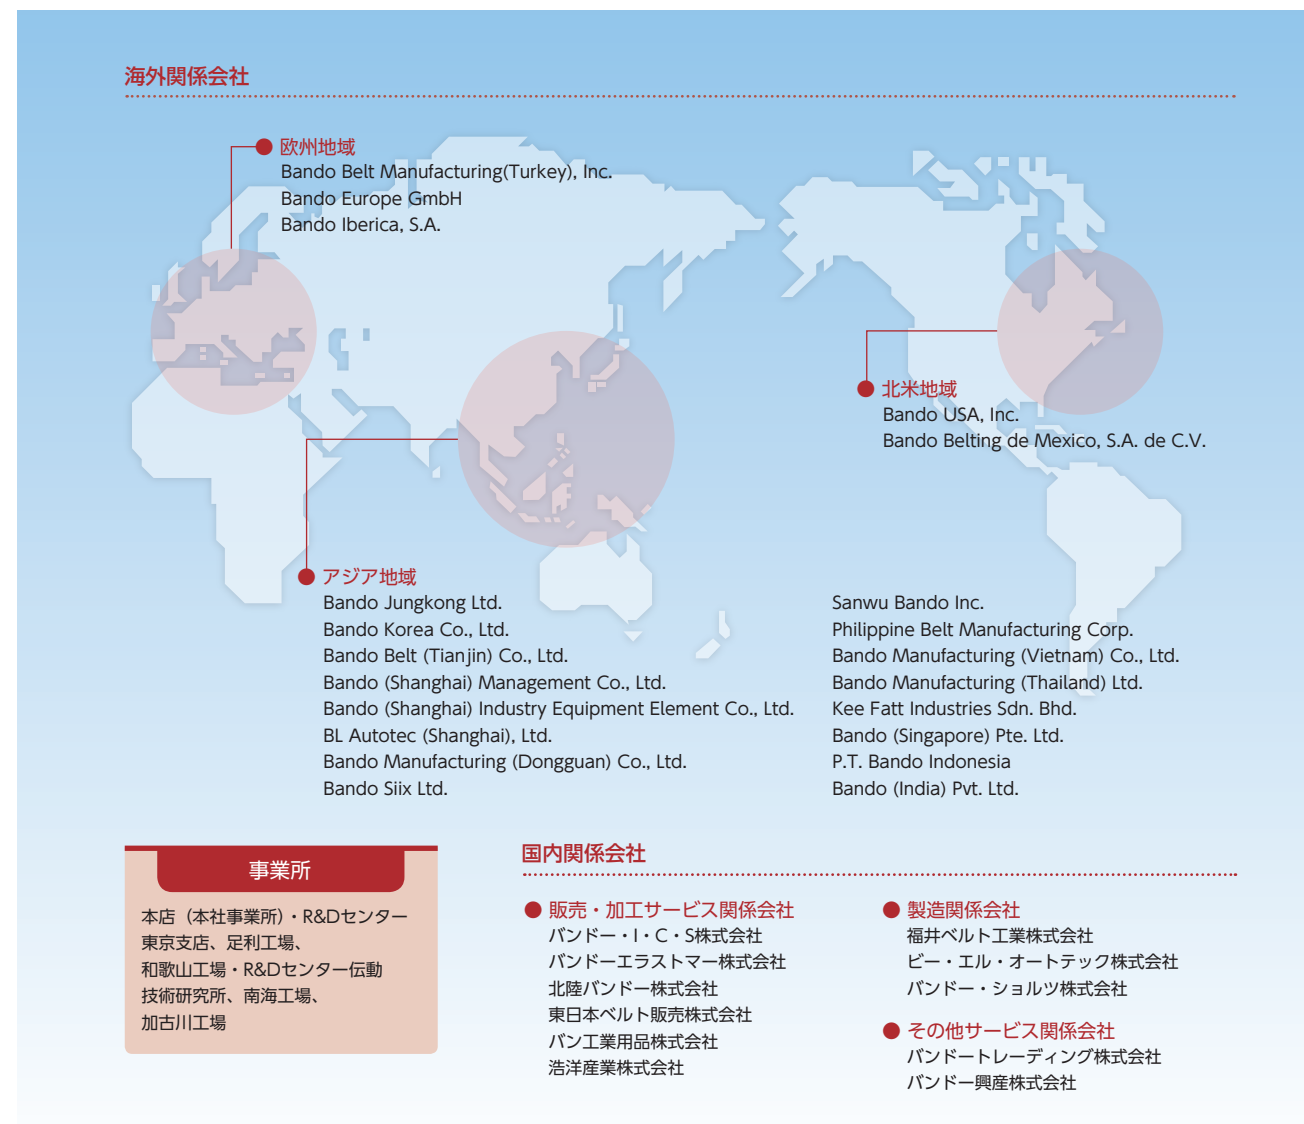 海外関係会社
欧州地域
Bando Belt Manufacturing(Turkey), Inc.
Bando Europe GmbH
Bando Iberica, S.A.
北米地域
Bando USA, Inc.
Bando Belting de Mexico, S.A. de C.V.
アジア地域
Bando Jungkong Ltd.
Bando Korea Co., Ltd.
Bando Belt (Tianjin) Co., Ltd.
Bando (Shanghai) Management Co., Ltd.
Bando (Shanghai) Industry Equipment Element Co., Ltd.
BL Autotec (Shanghai), Ltd.
Bando Manufacturing (Dongguan) Co., Ltd.
Bando Siix Ltd.
Sanwu Bando Inc.
Philippine Belt Manufacturing Corp.
Bando Manufacturing (Vietnam) Co., Ltd.
Bando Manufacturing (Thailand) Ltd.
Kee Fatt Industries Sdn. Bhd.
Bando (Singapore) Pte. Ltd.
P.T. Bando Indonesia
Bando (India) Pvt. Ltd.
事業所
本店（本社事業所）・R&Dセンター
東京支店、足利工場、
和歌山工場・R&Dセンター伝動
技術研究所、南海工場、
加古川工場
国内関係会社
販売・加工サービス関係会社
バンドー・I・C・S株式会社
バンドーエラストマー株式会社
北陸バンドー株式会社
東日本ベルト販売株式会社
バン工業用品株式会社
浩洋産業株式会社
製造関係会社
福井ベルト工業株式会社
ビー・エル・オートテック株式会社
バンドー・ショルツ株式会社
その他サービス関係会社
バンドートレーディング株式会社
バンドー興産株式会社